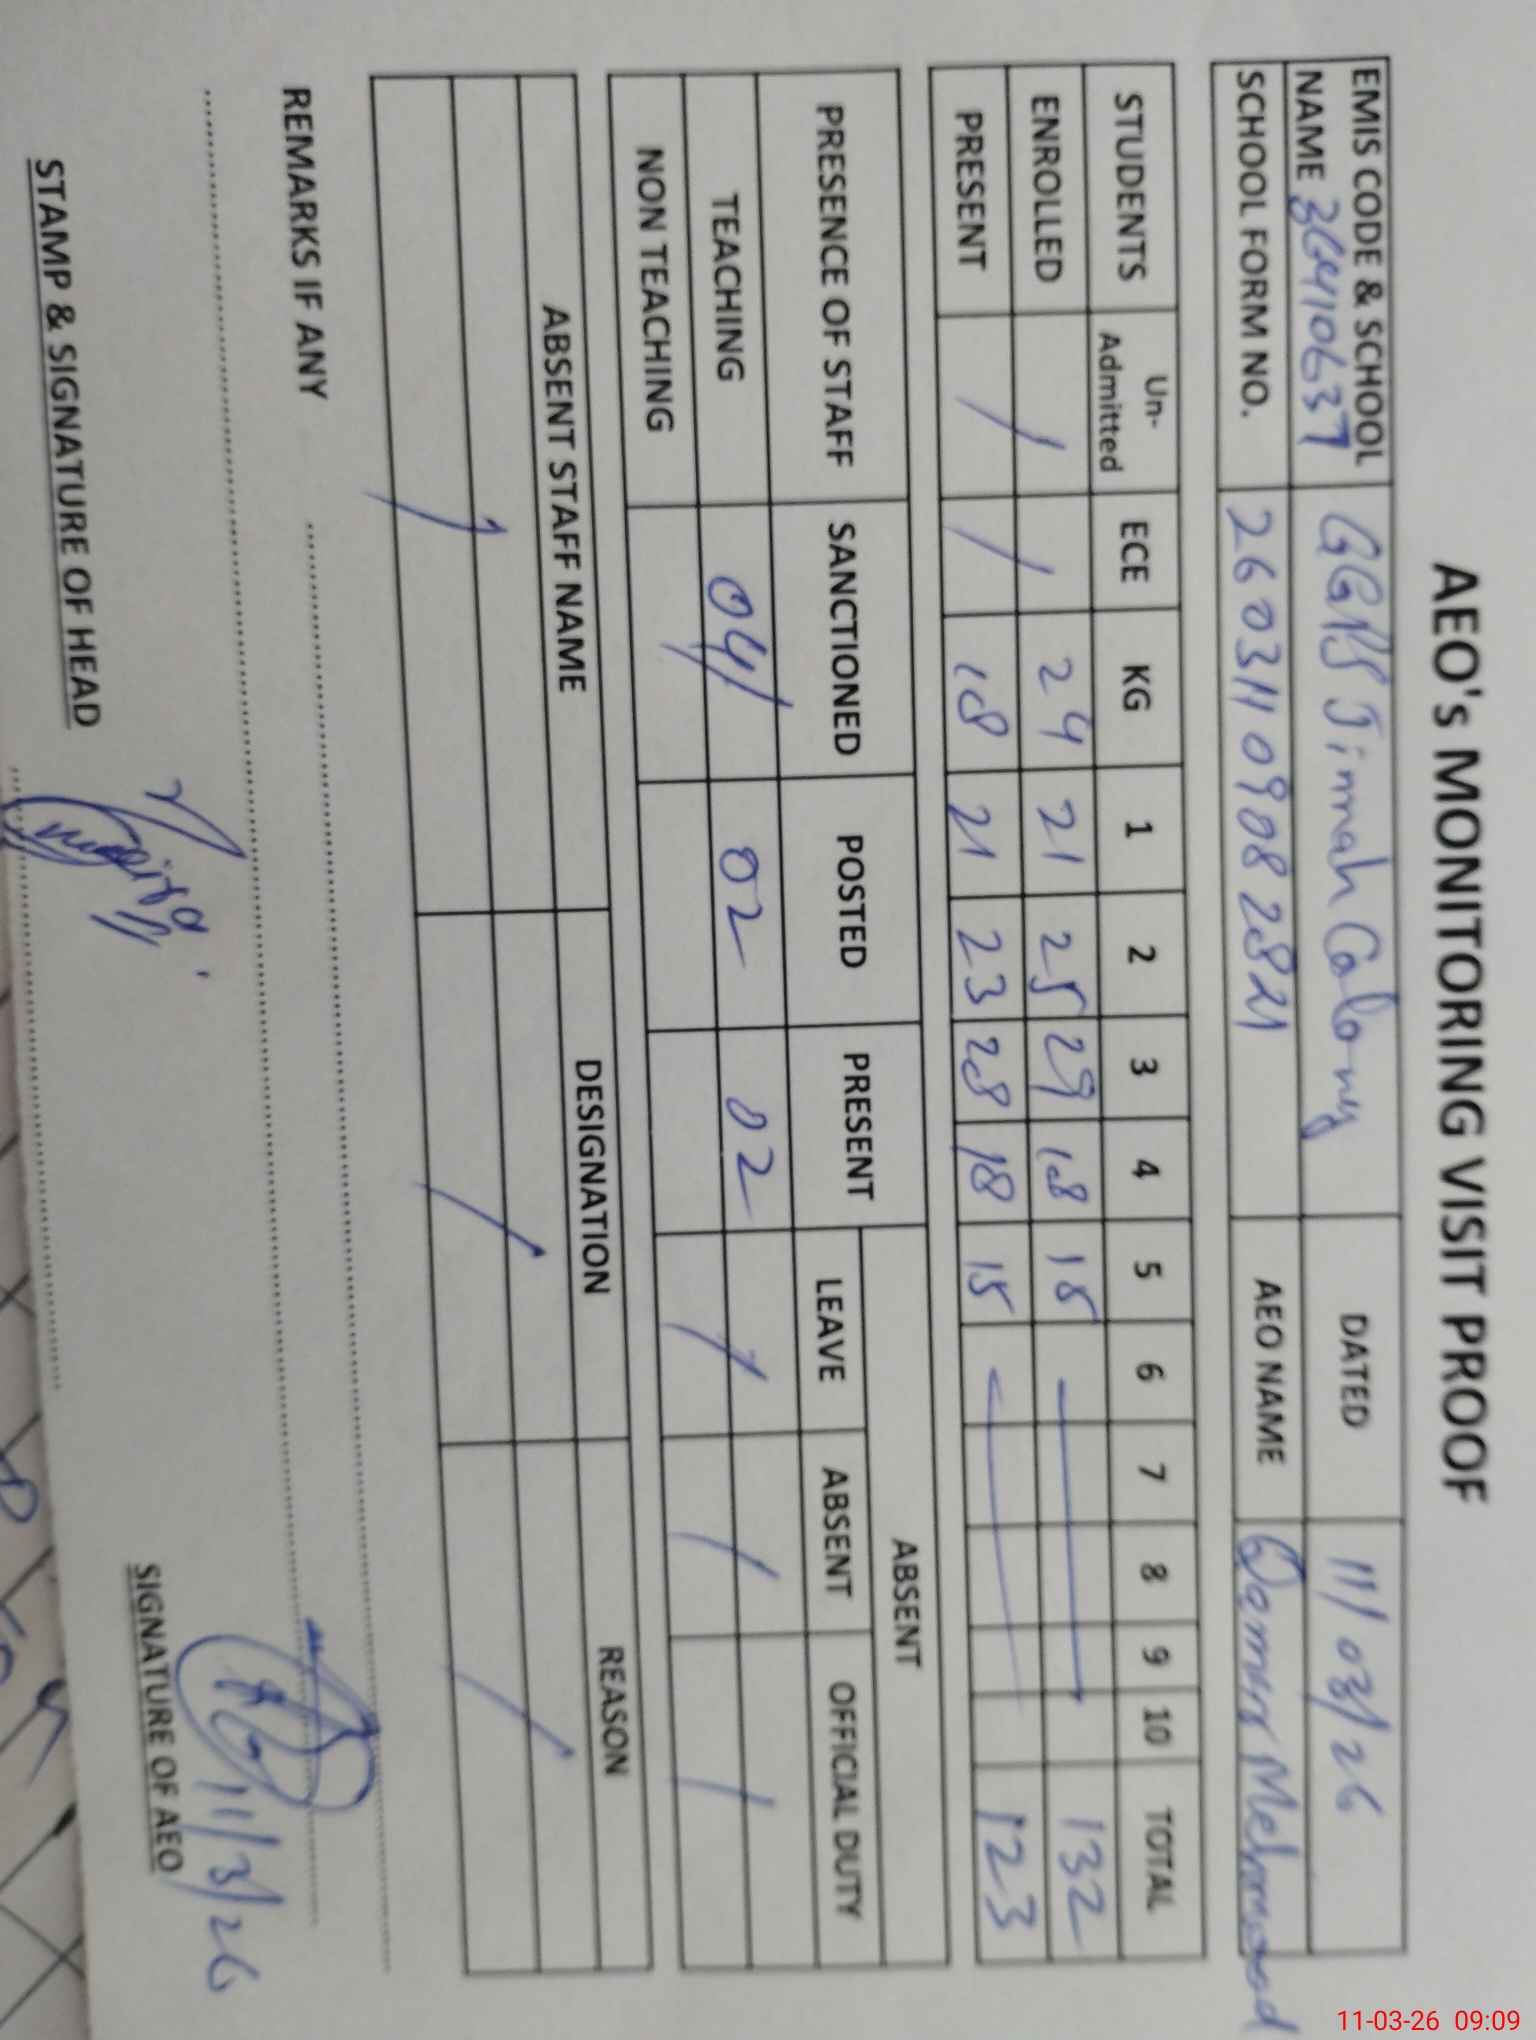 AEO's MONITORING VISIT PROOF
EMIS CODE & SCHOOL NAME 36410637 GGPS Jinnah Colony DATED 11/03/26
SCHOOL FORM NO. 26031109082821 AEO NAME Qamar Mehmood
STUDENTS Un-Admitted ECE KG 1 2 3 4 5 6 7 8 9 10 TOTAL
ENROLLED / / 24 21 25 29 18 15 132
PRESENT / / 18 21 23 28 18 15 123
PRESENCE OF STAFF SANCTIONED POSTED PRESENT ABSENT
LEAVE ABSENT OFFICIAL DUTY
TEACHING 04 02 02
NON TEACHING
ABSENT STAFF NAME DESIGNATION REASON
REMARKS IF ANY
STAMP & SIGNATURE OF HEAD
11/3/26
SIGNATURE OF AEO
11-03-26 09:09